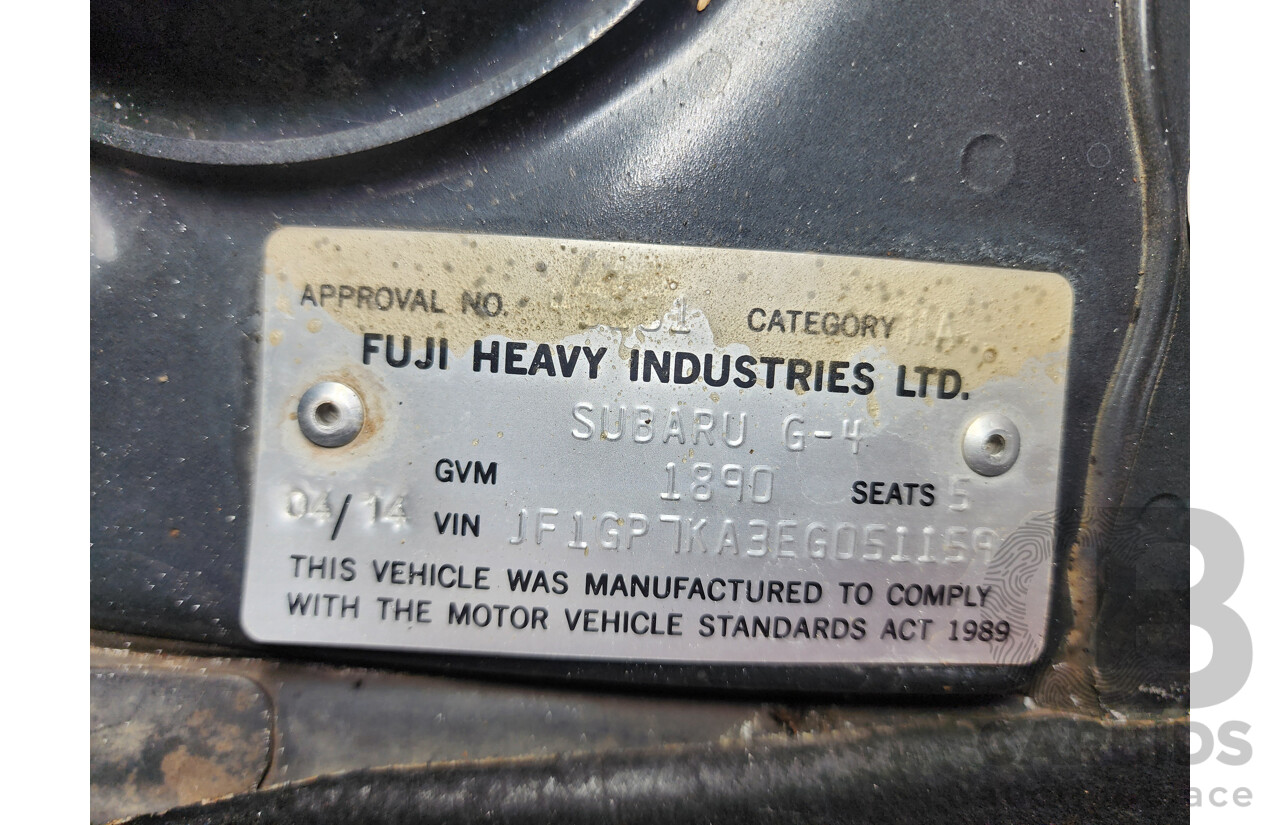 APPROVAL NO. CATEGORY
FUJI HEAVY INDUSTRIES LTD.
SUBARU G-4
GVM 1890 SEATS 5
04/14 VIN JF1GP7KA3EG051159
THIS VEHICLE WAS MANUFACTURED TO COMPLY
WITH THE MOTOR VEHICLE STANDARDS ACT 1989